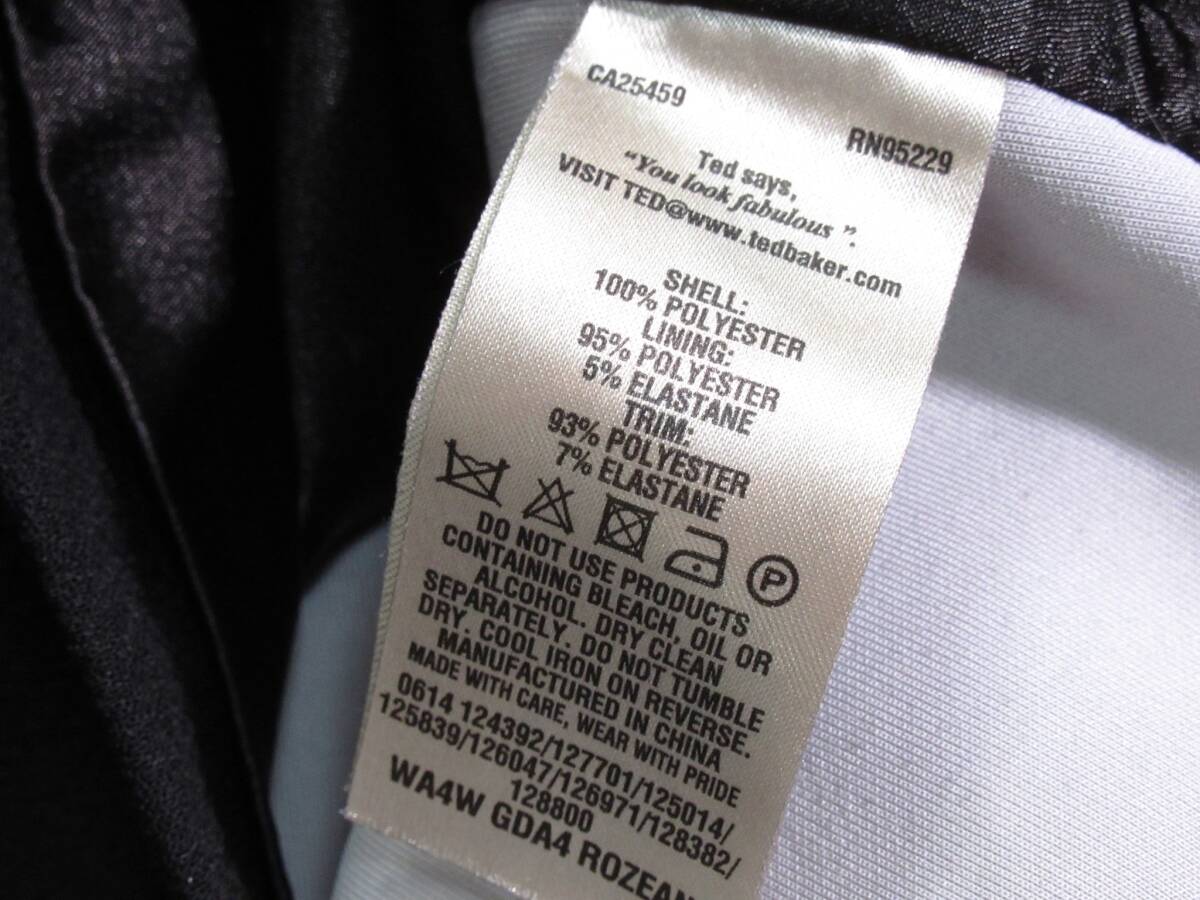 CA25459
RN95229
Ted says,
"You look fabulous".
VISIT TED@www.tedbaker.com
SHELL:
100% POLYESTER
LINING:
95% POLYESTER
5% ELASTANE
TRIM:
93% POLYESTER
7% ELASTANE
P
DO NOT USE PRODUCTS
CONTAINING BLEACH, OIL OR
ALCOHOL. DRY CLEAN
SEPARATELY. DO NOT TUMBLE
DRY. COOL IRON ON REVERSE.
MANUFACTURED IN CHINA
MADE WITH CARE, WEAR WITH PRIDE
0614 124392/127701/125014/
125839/126047/126971/128382/
128800
WA4W GDA4 ROZEAN